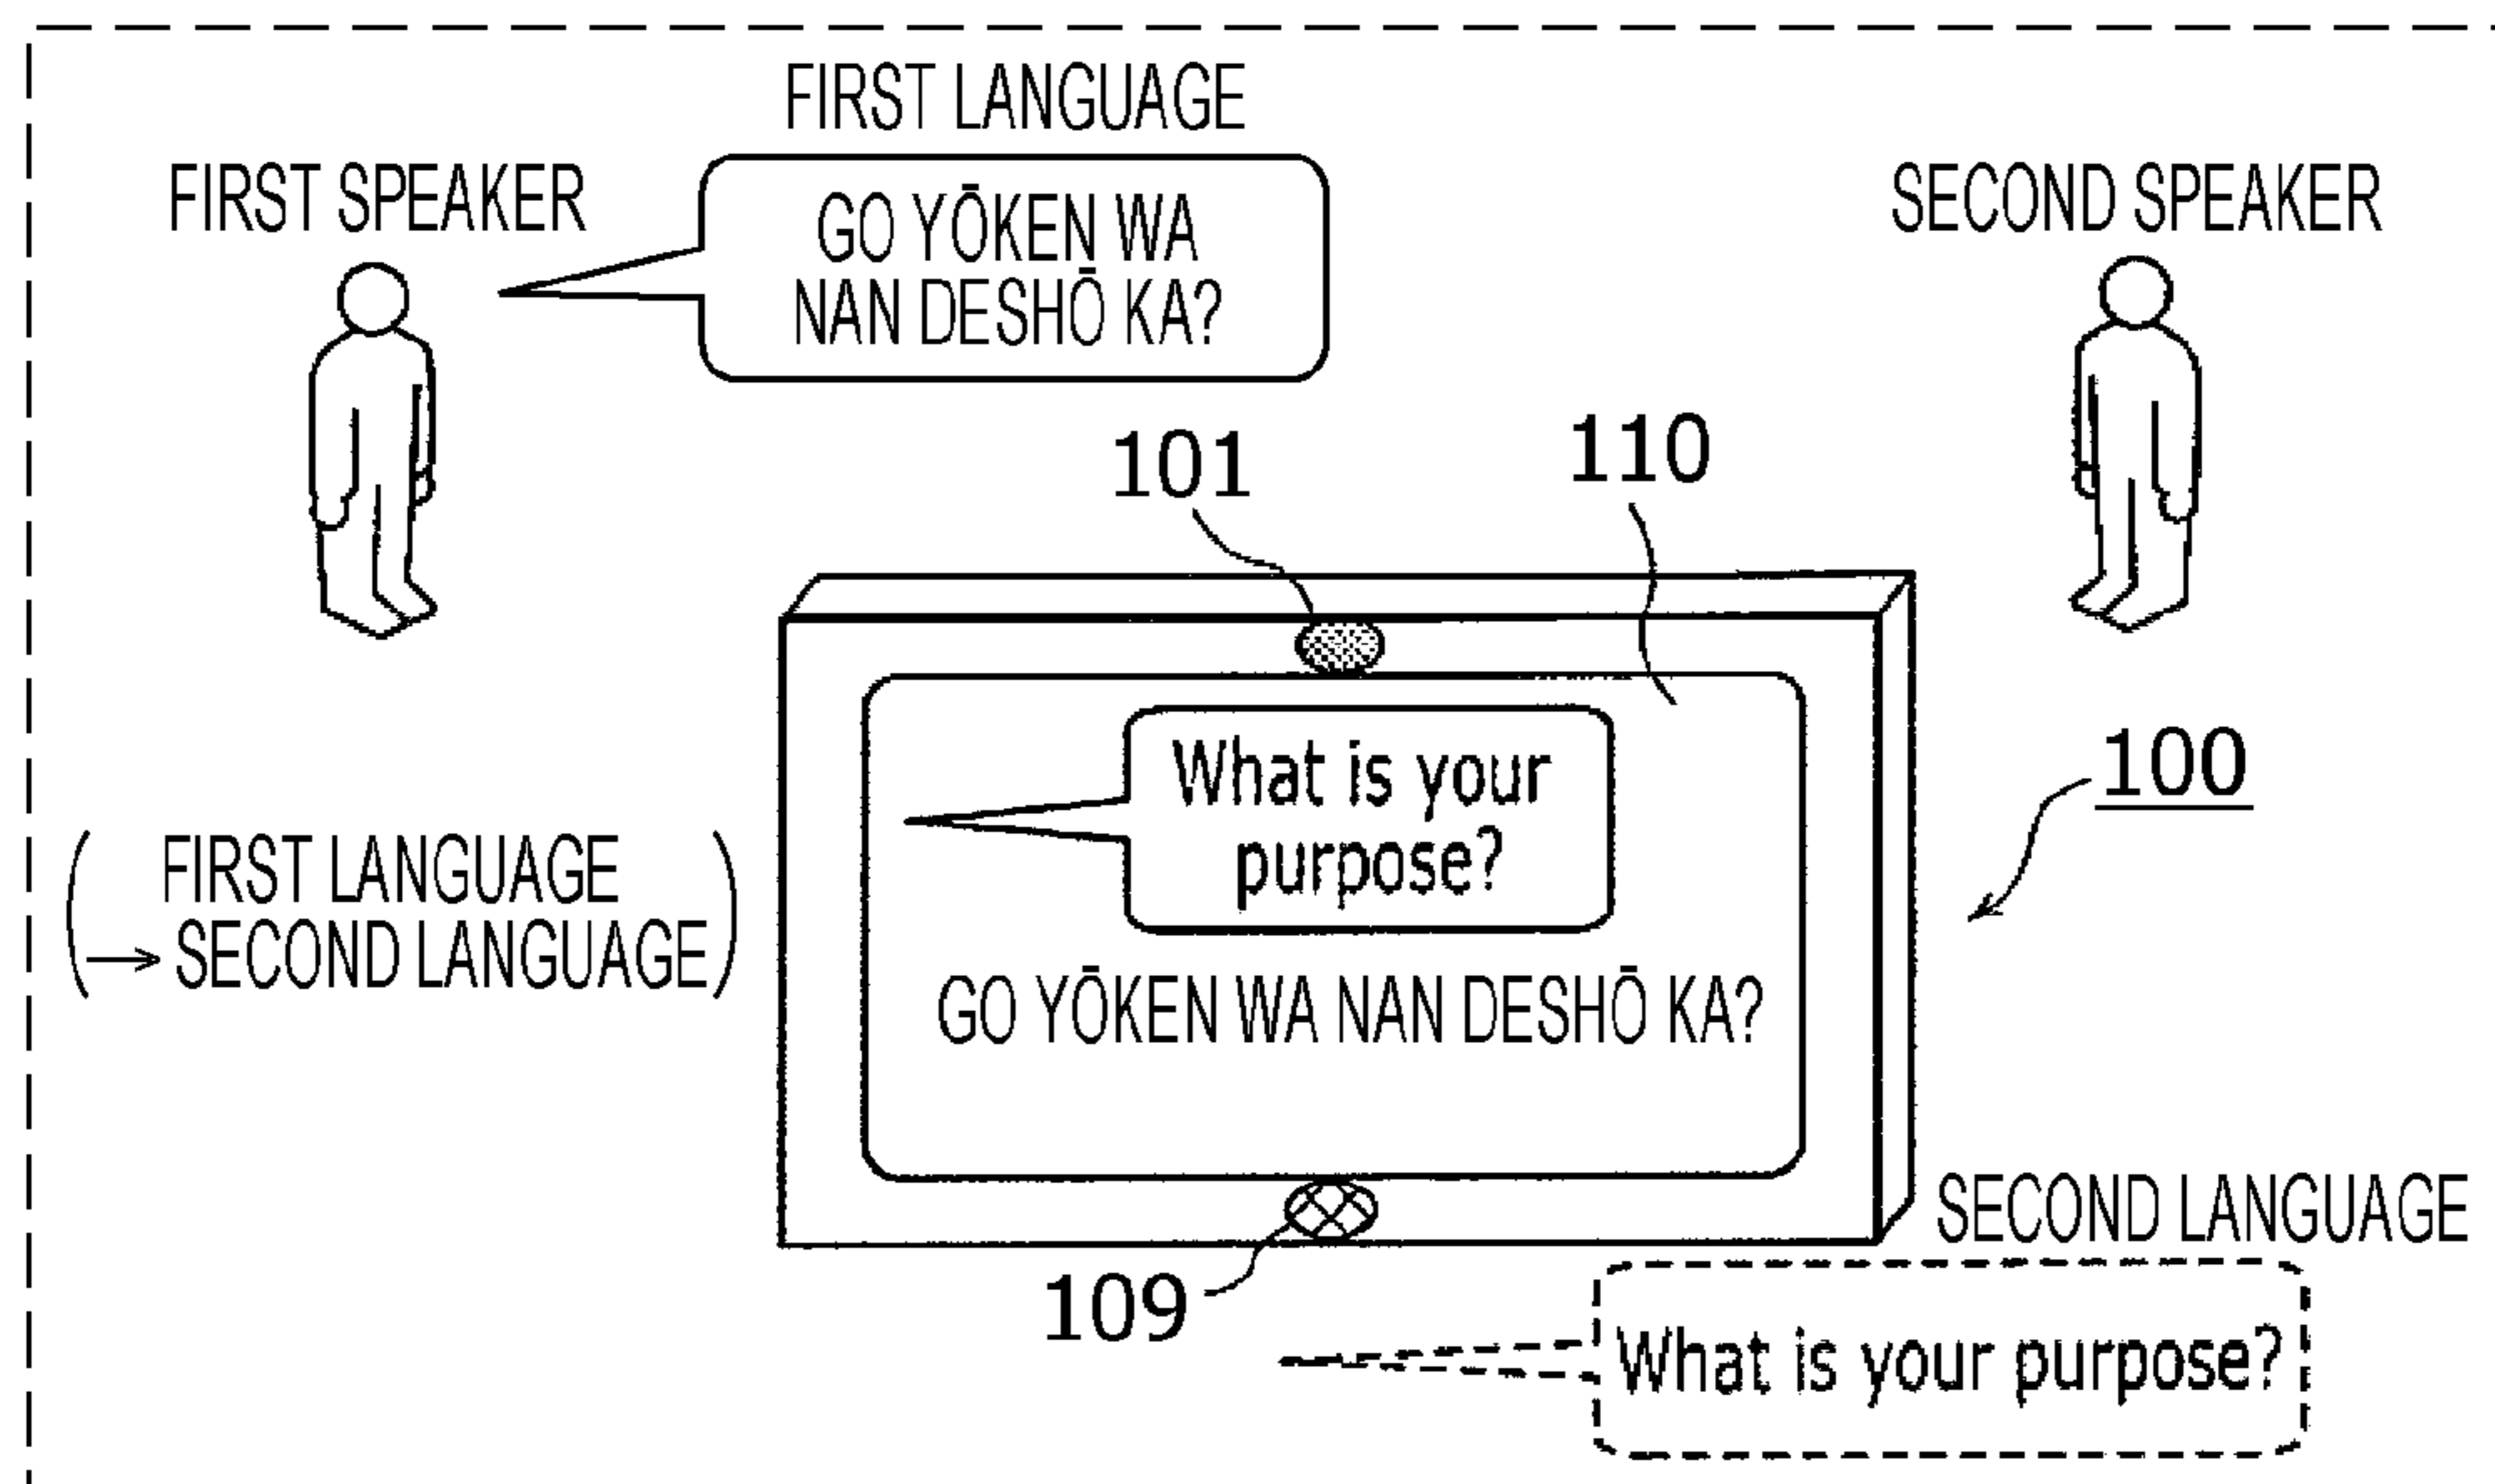 FIRST LANGUAGE
FIRST SPEAKER
GO YŌKEN WA
NAN DESHŌ KA?
SECOND SPEAKER
101
110
What is your
purpose?
100
(FIRST LANGUAGE
→ SECOND LANGUAGE)
GO YŌKEN WA NAN DESHŌ KA?
SECOND LANGUAGE
109
What is your purpose?